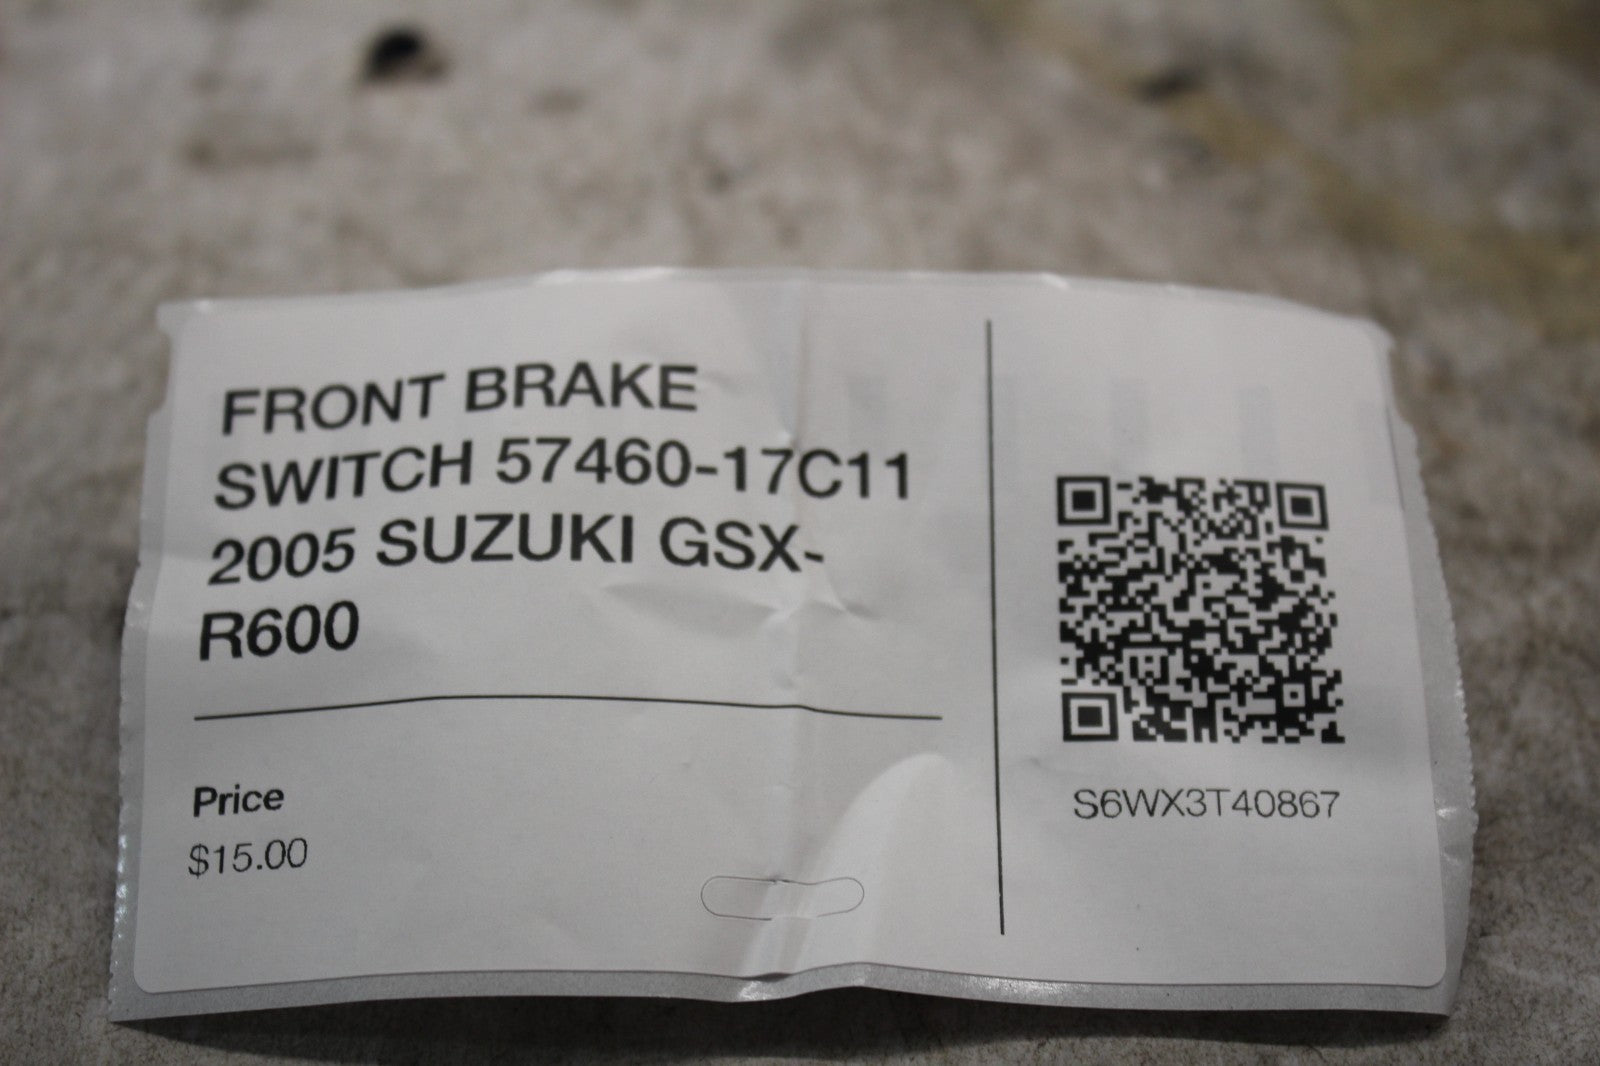 FRONT BRAKE
SWITCH 57460-17C11
2005 SUZUKI GSX-
R600
Price
$15.00
S6WX3T40867